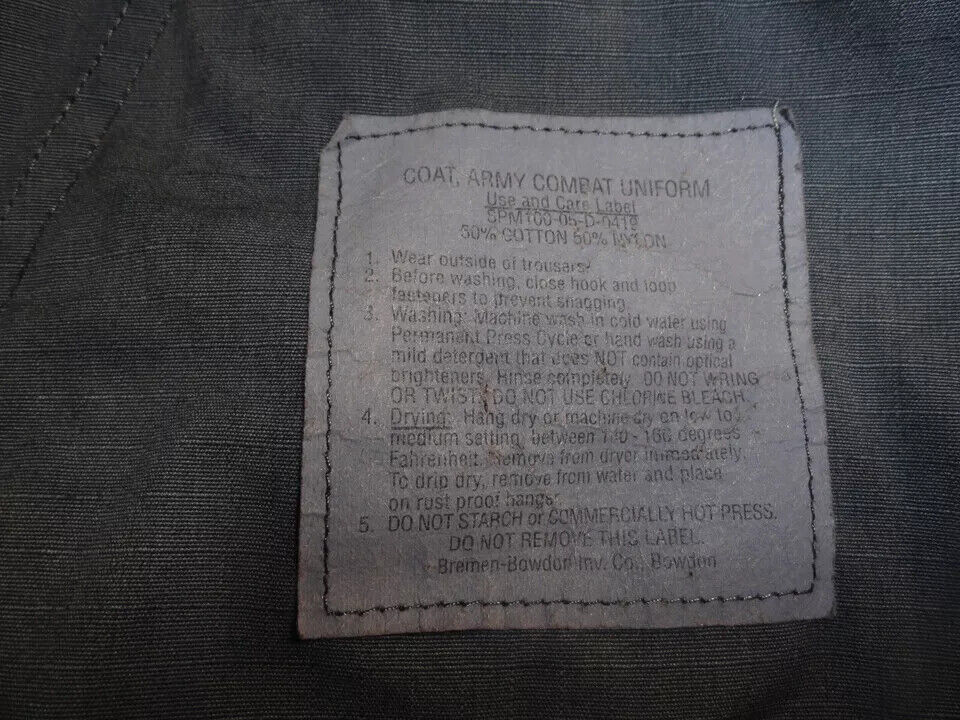 COAT, ARMY COMBAT UNIFORM
Use and Care Label
SPM100-05-D-0419
50% COTTON 50% NYLON
1. Wear outside of trousers.
2. Before washing, close hook and loop
fasteners to prevent snagging.
3. Washing: Machine wash in cold water using
Permanent Press Cycle or hand wash using a
mild detergent that does NOT contain optical
brighteners. Rinse completely. DO NOT WRING
OR TWIST. DO NOT USE CHLORINE BLEACH.
4. Drying: Hang dry or machine dry on low to
medium setting, between - degrees
Fahrenheit. Remove from dryer immediately.
To drip dry, remove from water and place
on rust proof hanger.
5. DO NOT STARCH or COMMERCIALLY HOT PRESS.
DO NOT REMOVE THIS LABEL.
Bremen-Bowdon Inv. Co., Bowdon